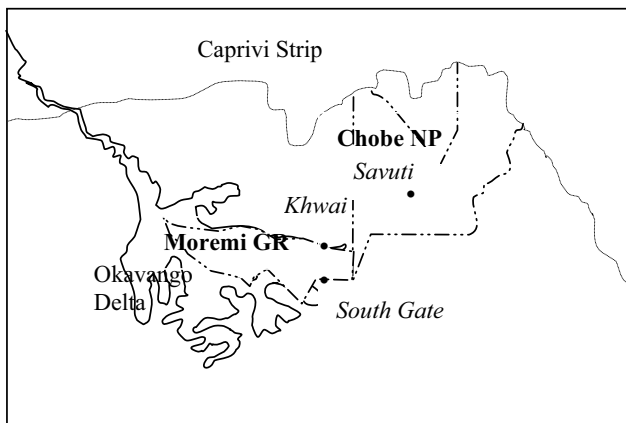 Caprivi Strip
Chobe NP
Savuti
Khwai
Moremi GR
Okavango
Delta
South Gate